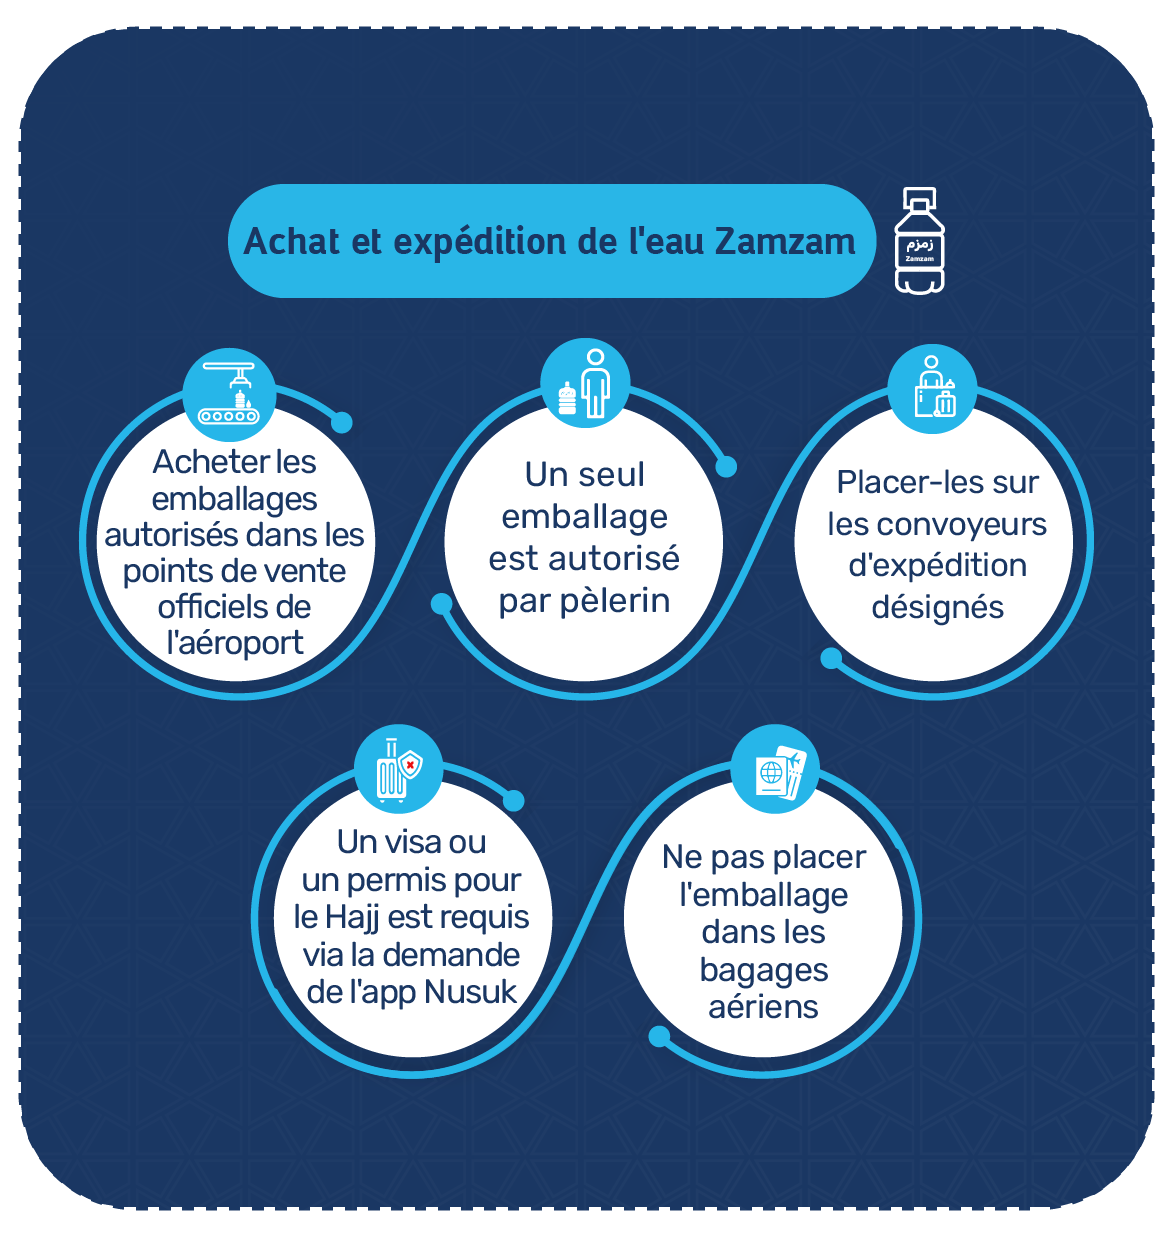 Achat et expédition de l'eau Zamzam
زمزم
Zamzam
Acheter les
emballages
autorisés dans les
points de vente
officiels de
l'aéroport
Un seul
emballage
est autorisé
par pèlerin
Placer-les sur
les convoyeurs
d'expédition
désignés
Un visa ou
un permis pour
le Hajj est requis
via la demande
de l'app Nusuk
Ne pas placer
l'emballage
dans les
bagages
aériens